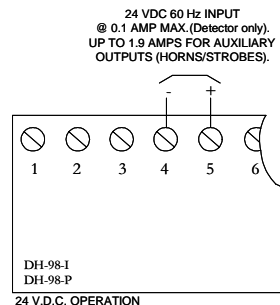 24 VDC 60 Hz INPUT
@ 0.1 AMP MAX.(Detector only).
UP TO 1.9 AMPS FOR AUXILIARY
OUTPUTS (HORNS/STROBES).
- +
1 2 3 4 5 6
DH-98-I
DH-98-P
24 V.D.C. OPERATION